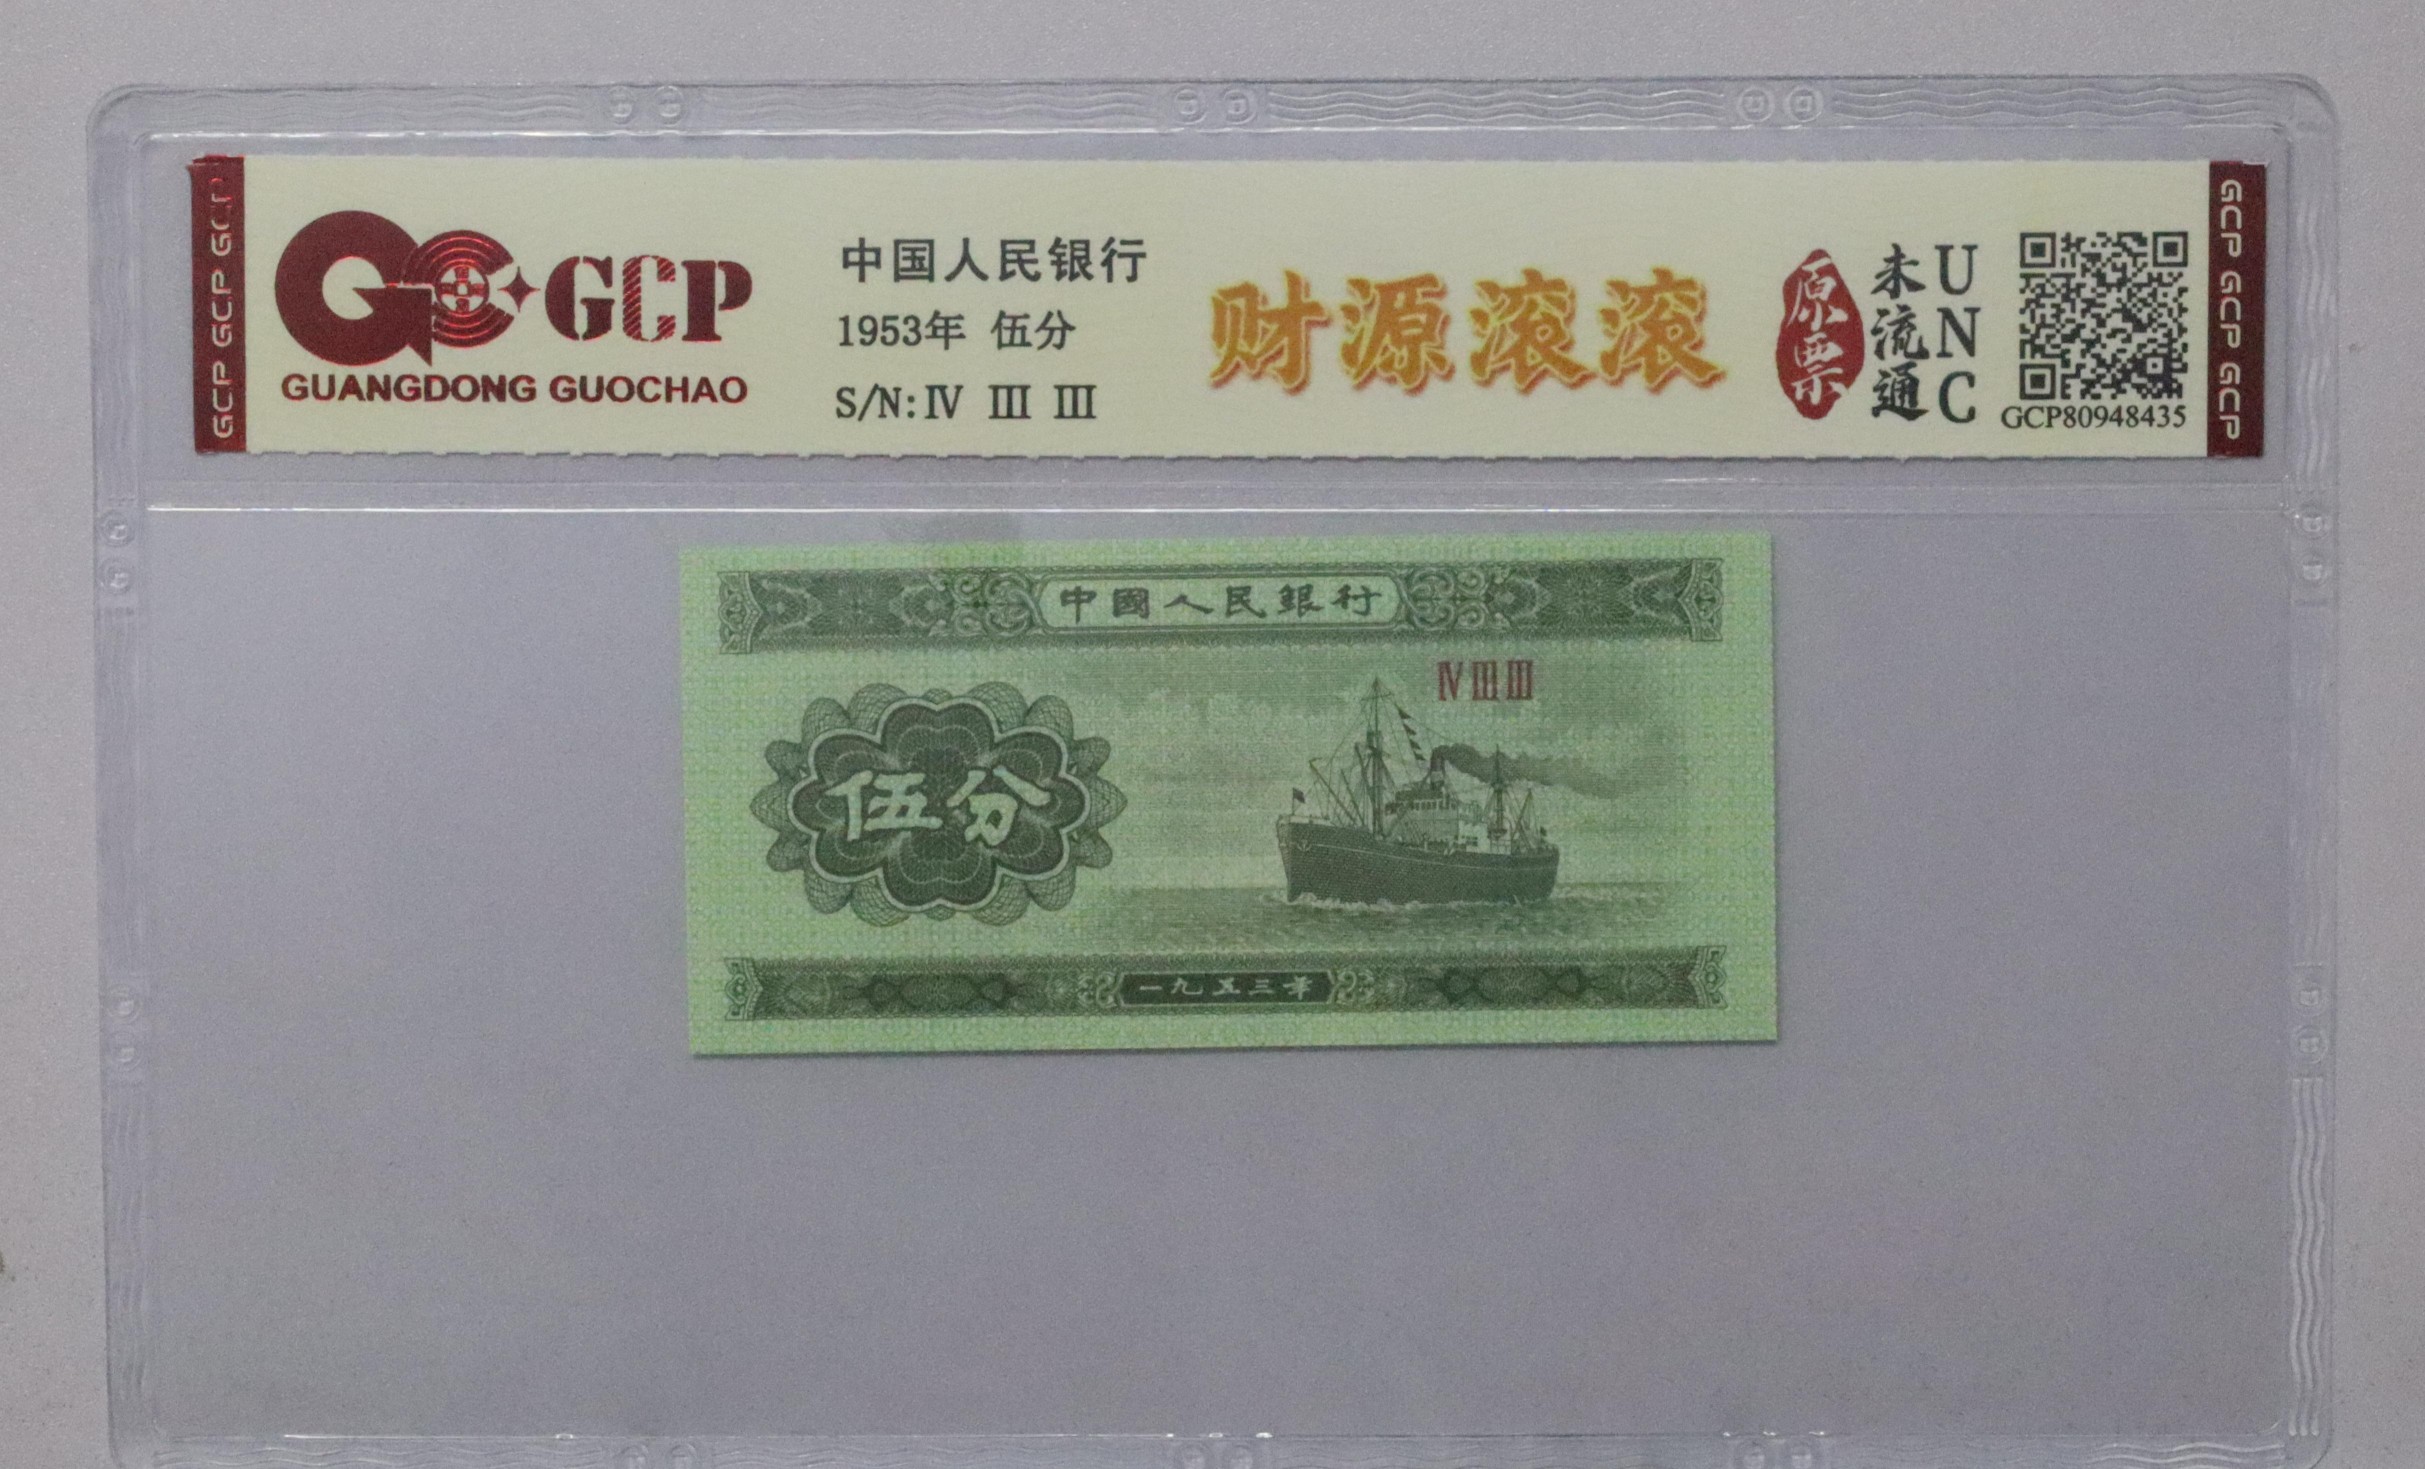 GCP GCP GCP
GCP
GUANGDONG GUOCHAO
中国人民银行
1953年 伍分
S/N: Ⅳ Ⅲ Ⅲ
财源滚滚
原票
未流通
UNC
GCP80948435
GCP GCP GCP
中國人民銀行
ⅣⅢⅢ
伍分
一九五三年